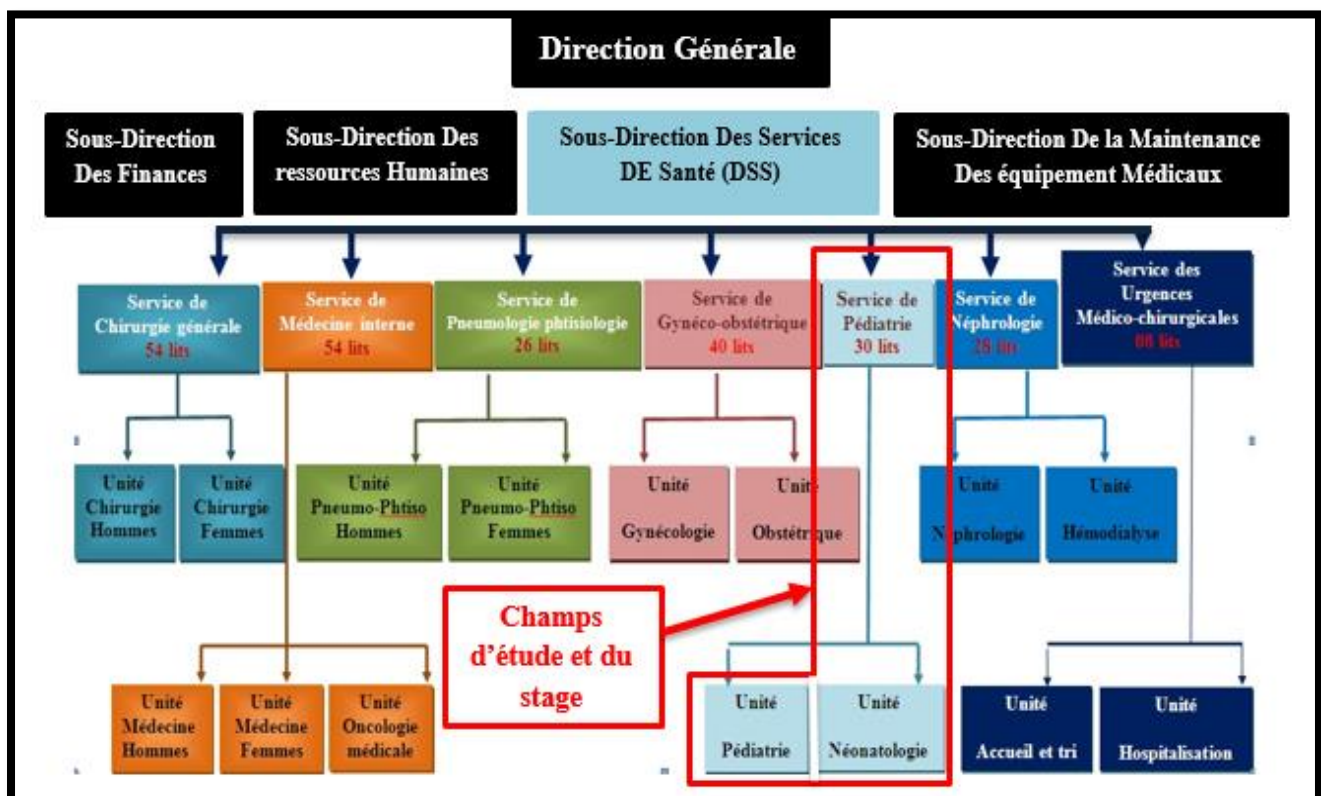 Direction Générale
Sous-Direction
Des Finances
Sous-Direction Des
ressources Humaines
Sous-Direction Des Services
DE Santé (DSS)
Sous-Direction De la Maintenance
Des équipement Médicaux
Service de
Chirurgie générale
54 lits
Service de
Médecine interne
54 lits
Service de
Pneumologie phtisiologie
26 lits
Service de
Gynéco-obstétrique
40 lits
Service de
Pédiatrie
30 lits
Service de
Néphrologie
28 lits
Service des
Urgences
Médico-chirurgicales
08 lits
Unité
Chirurgie
Hommes
Unité
Chirurgie
Femmes
Unité
Pneumo-Phtiso
Hommes
Unité
Pneumo-Phtiso
Femmes
Unité
Gynécologie
Unité
Obstétrique
Unité
Néphrologie
Unité
Hémodialyse
Champs
d’étude et du
stage
Unité
Médecine
Hommes
Unité
Médecine
Femmes
Unité
Oncologie
médicale
Unité
Pédiatrie
Unité
Néonatologie
Unité
Accueil et tri
Unité
Hospitalisation